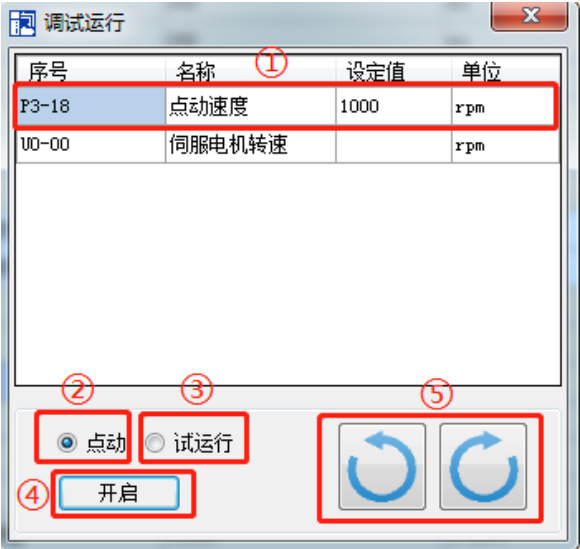 调试运行
①
序号 名称 设定值 单位
P3-18 点动速度 1000 rpm
U0-00 伺服电机转速 rpm
② ③ ⑤
点动 试运行
④ 开启